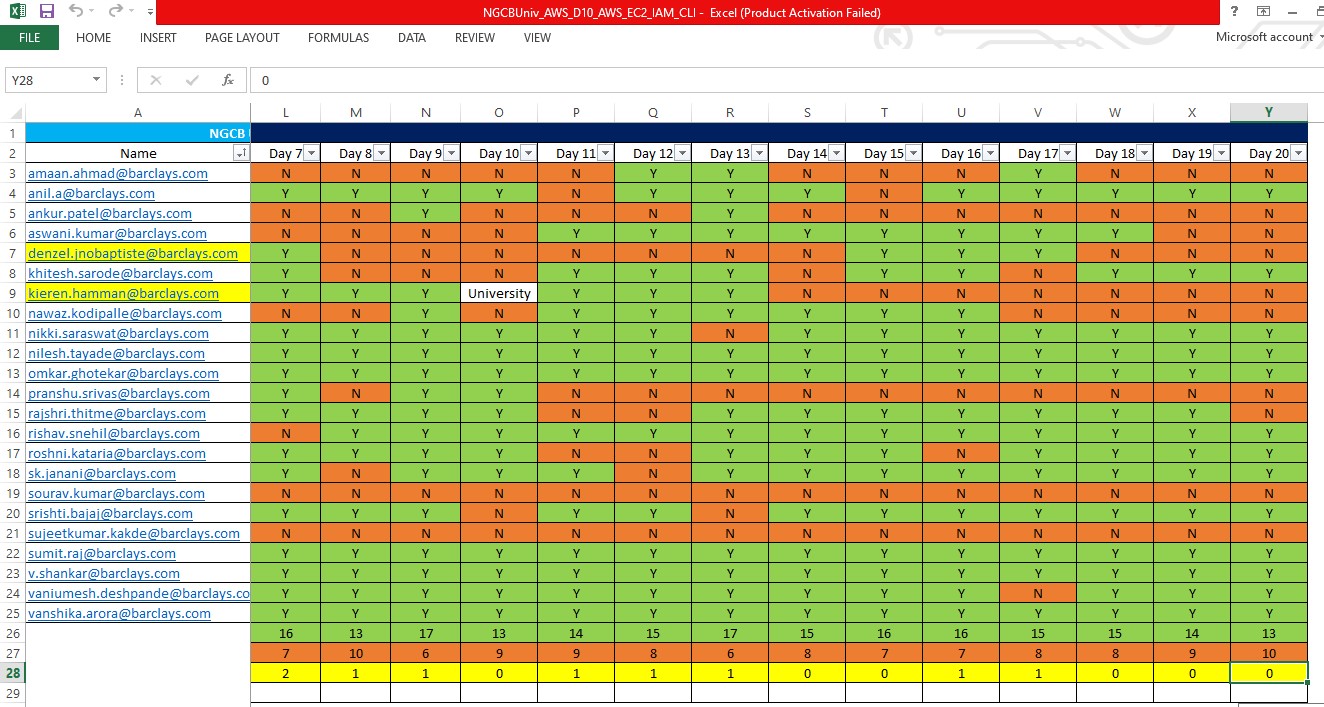 NGCBUniv_AWS_D10_AWS_EC2_IAM_CLI - Excel (Product Activation Failed)
FILE HOME INSERT PAGE LAYOUT FORMULAS DATA REVIEW VIEW Microsoft account
Y28 fx 0
A L M N O P Q R S T U V W X Y
1 NGCB
2 Name Day 7 Day 8 Day 9 Day 10 Day 11 Day 12 Day 13 Day 14 Day 15 Day 16 Day 17 Day 18 Day 19 Day 20
3 amaan.ahmad@barclays.com N N N N N Y Y N N N Y N N N
4 anil.a@barclays.com Y Y Y Y N Y Y Y N Y Y Y Y Y
5 ankur.patel@barclays.com N N Y N N N Y N N N N N N N
6 aswani.kumar@barclays.com N N N N Y Y Y Y Y Y Y Y N N
7 denzel.jnobaptiste@barclays.com Y N N N N N N N Y Y Y N N N
8 khitesh.sarode@barclays.com Y N N N Y Y Y N Y Y N Y Y Y
9 kieren.hamman@barclays.com Y Y Y University Y Y Y N N N N N N N
10 nawaz.kodipalle@barclays.com N N Y N Y Y Y Y Y Y N N N N
11 nikki.saraswat@barclays.com Y Y Y Y Y Y N Y Y Y Y Y Y Y
12 nilesh.tayade@barclays.com Y Y Y Y Y Y Y Y Y Y Y Y Y Y
13 omkar.ghotekar@barclays.com Y Y Y Y Y Y Y Y Y Y Y Y Y Y
14 pranshu.srivas@barclays.com Y N Y Y N N N N N N N N N N
15 rajshri.thitme@barclays.com Y Y Y Y N N Y Y Y Y Y Y Y N
16 rishav.snehil@barclays.com N Y Y Y Y Y Y Y Y Y Y Y Y Y
17 roshni.kataria@barclays.com Y Y Y Y N N Y Y Y N Y Y Y Y
18 sk.janani@barclays.com Y N Y Y Y N Y Y Y Y Y Y Y Y
19 sourav.kumar@barclays.com N N N N N N N N N N N N N N
20 srishti.bajaj@barclays.com Y Y Y N Y Y N Y Y Y Y Y Y Y
21 sujeetkumar.kakde@barclays.com N N N N N N N N N N N N N N
22 sumit.raj@barclays.com Y Y Y Y Y Y Y Y Y Y Y Y Y Y
23 v.shankar@barclays.com Y Y Y Y Y Y Y Y Y Y Y Y Y Y
24 vaniumesh.deshpande@barclays.co Y Y Y Y Y Y Y Y Y Y N Y Y Y
25 vanshika.arora@barclays.com Y Y Y Y Y Y Y Y Y Y Y Y Y Y
26 16 13 17 13 14 15 17 15 16 16 15 15 14 13
27 7 10 6 9 9 8 6 8 7 7 8 8 9 10
28 2 1 1 0 1 1 1 0 0 1 1 0 0 0
29